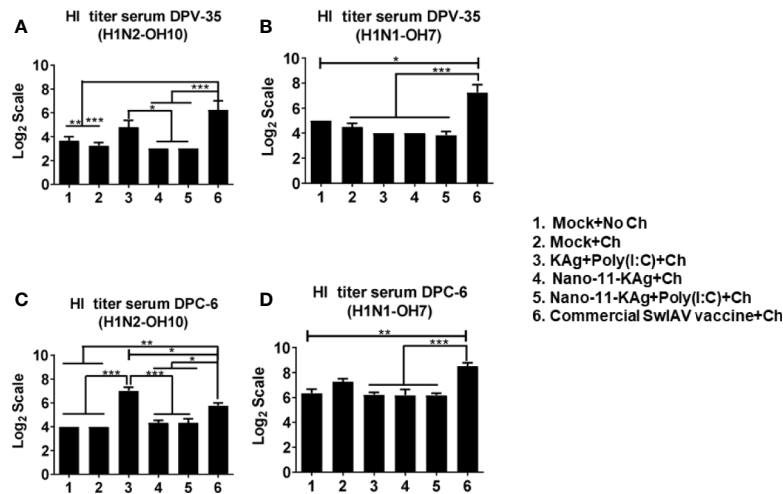 A
HI titer serum DPV-35
(H1N2-OH10)
Log2 Scale
10
8
6
4
2
0
** *** * ***
1 2 3 4 5 6
B
HI titer serum DPV-35
(H1N1-OH7)
Log2 Scale
10
8
6
4
2
0
*
***
1 2 3 4 5 6
C
HI titer serum DPC-6
(H1N2-OH10)
Log2 Scale
10
8
6
4
2
0
**
*
*
*** ***
1 2 3 4 5 6
D
HI titer serum DPC-6
(H1N1-OH7)
Log2 Scale
10
8
6
4
2
0
**
***
1 2 3 4 5 6
1. Mock+No Ch
2. Mock+Ch
3. KAg+Poly(I:C)+Ch
4. Nano-11-KAg+Ch
5. Nano-11-KAg+Poly(I:C)+Ch
6. Commercial SwIAV vaccine+Ch